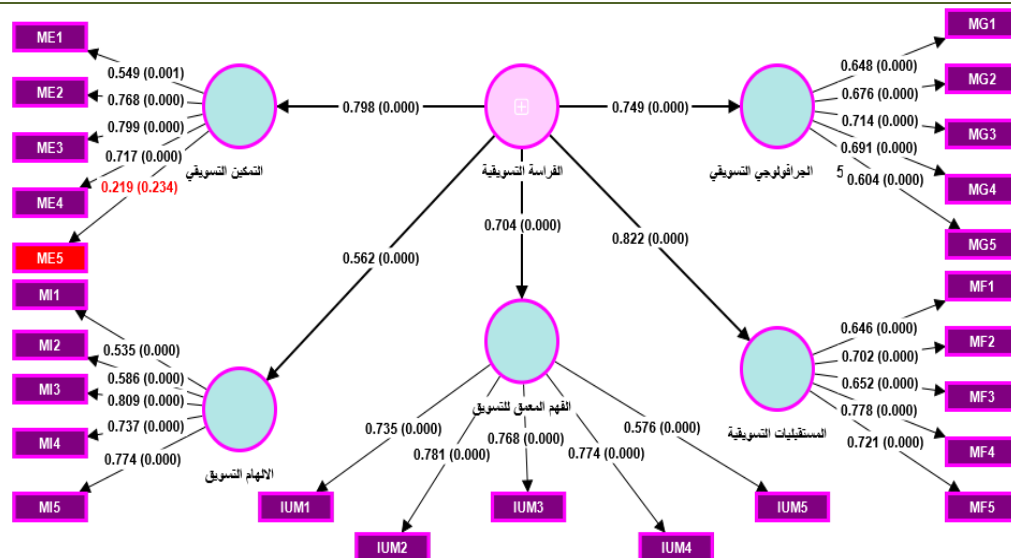 ME1
ME2
ME3
ME4
ME5
0.549 (0.001)
0.768 (0.000)
0.799 (0.000)
0.717 (0.000)
0.219 (0.234)
التمكين التسويقي
0.798 (0.000)
الفراسة التسويقية
0.749 (0.000)
الجرافولوجي التسويقي
5
MG1
MG2
MG3
MG4
MG5
0.648 (0.000)
0.676 (0.000)
0.714 (0.000)
0.691 (0.000)
0.604 (0.000)
0.562 (0.000)
0.704 (0.000)
0.822 (0.000)
MI1
MI2
MI3
MI4
MI5
0.535 (0.000)
0.586 (0.000)
0.809 (0.000)
0.737 (0.000)
0.774 (0.000)
الالهام التسويق
الفهم المعمق للتسويق
0.735 (0.000)
0.781 (0.000)
0.768 (0.000)
0.774 (0.000)
0.576 (0.000)
IUM1
IUM2
IUM3
IUM4
IUM5
المستقبليات التسويقية
0.646 (0.000)
0.702 (0.000)
0.652 (0.000)
0.778 (0.000)
0.721 (0.000)
MF1
MF2
MF3
MF4
MF5